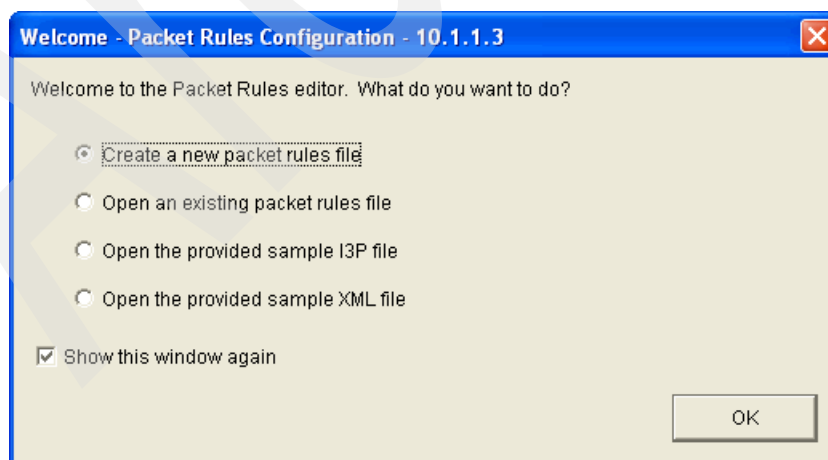 Welcome - Packet Rules Configuration - 10.1.1.3
Welcome to the Packet Rules editor. What do you want to do?
Create a new packet rules file
Open an existing packet rules file
Open the provided sample I3P file
Open the provided sample XML file
Show this window again
OK